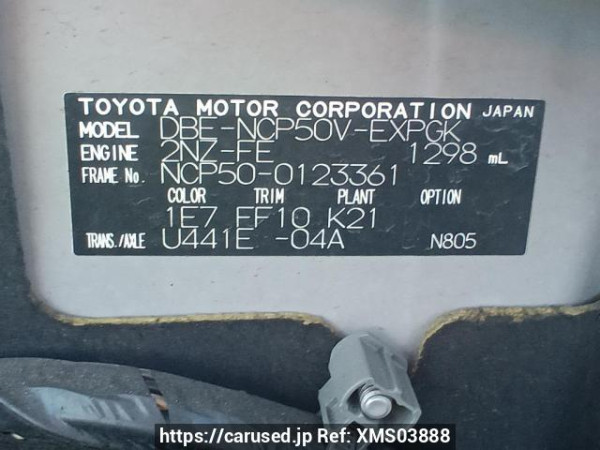 TOYOTA MOTOR CORPORATION JAPAN
MODEL DBE-NCP50V-EXPGK
ENGINE 2NZ-FE 1298 mL
FRAME No. NCP50-0123361
COLOR TRIM PLANT OPTION
1E7 FF10 K21
TRANS./AXLE U441E -04A N805
https://carused.jp Ref: XMS03888